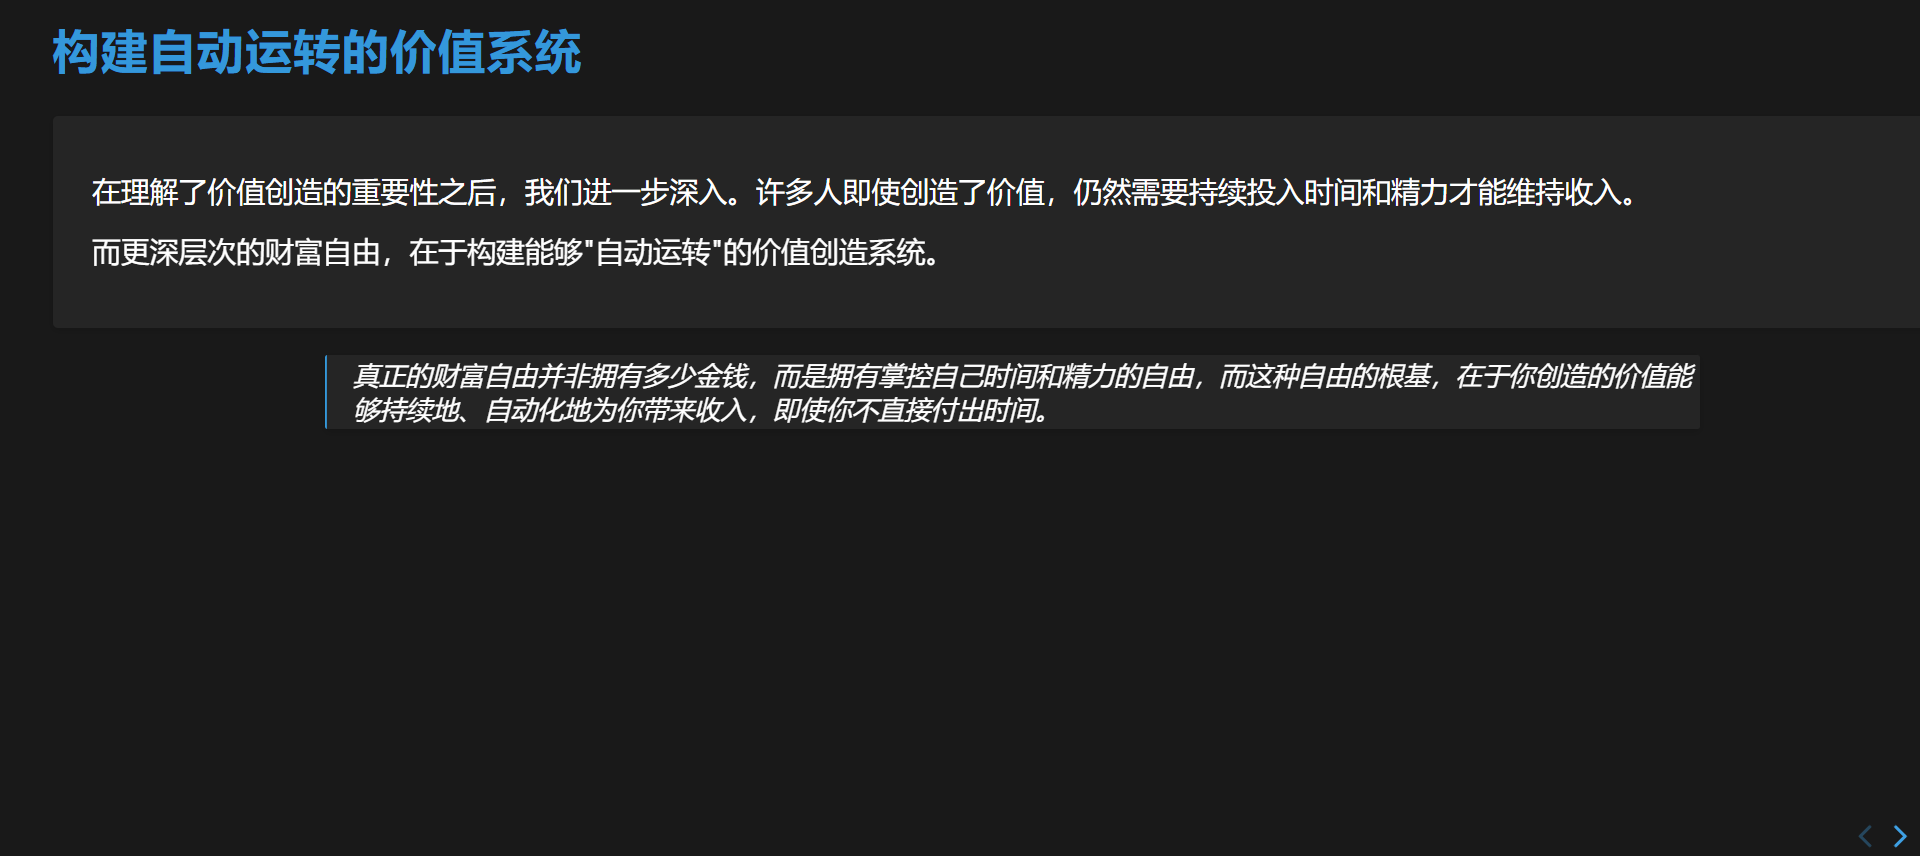 构建自动运转的价值系统
在理解了价值创造的重要性之后，我们进一步深入。许多人即使创造了价值，仍然需要持续投入时间和精力才能维持收入。
而更深层次的财富自由，在于构建能够"自动运转"的价值创造系统。
真正的财富自由并非拥有多少金钱，而是拥有掌控自己时间和精力的自由，而这种自由的根基，在于你创造的价值能
够持续地、自动化地为你带来收入，即使你不直接付出时间。